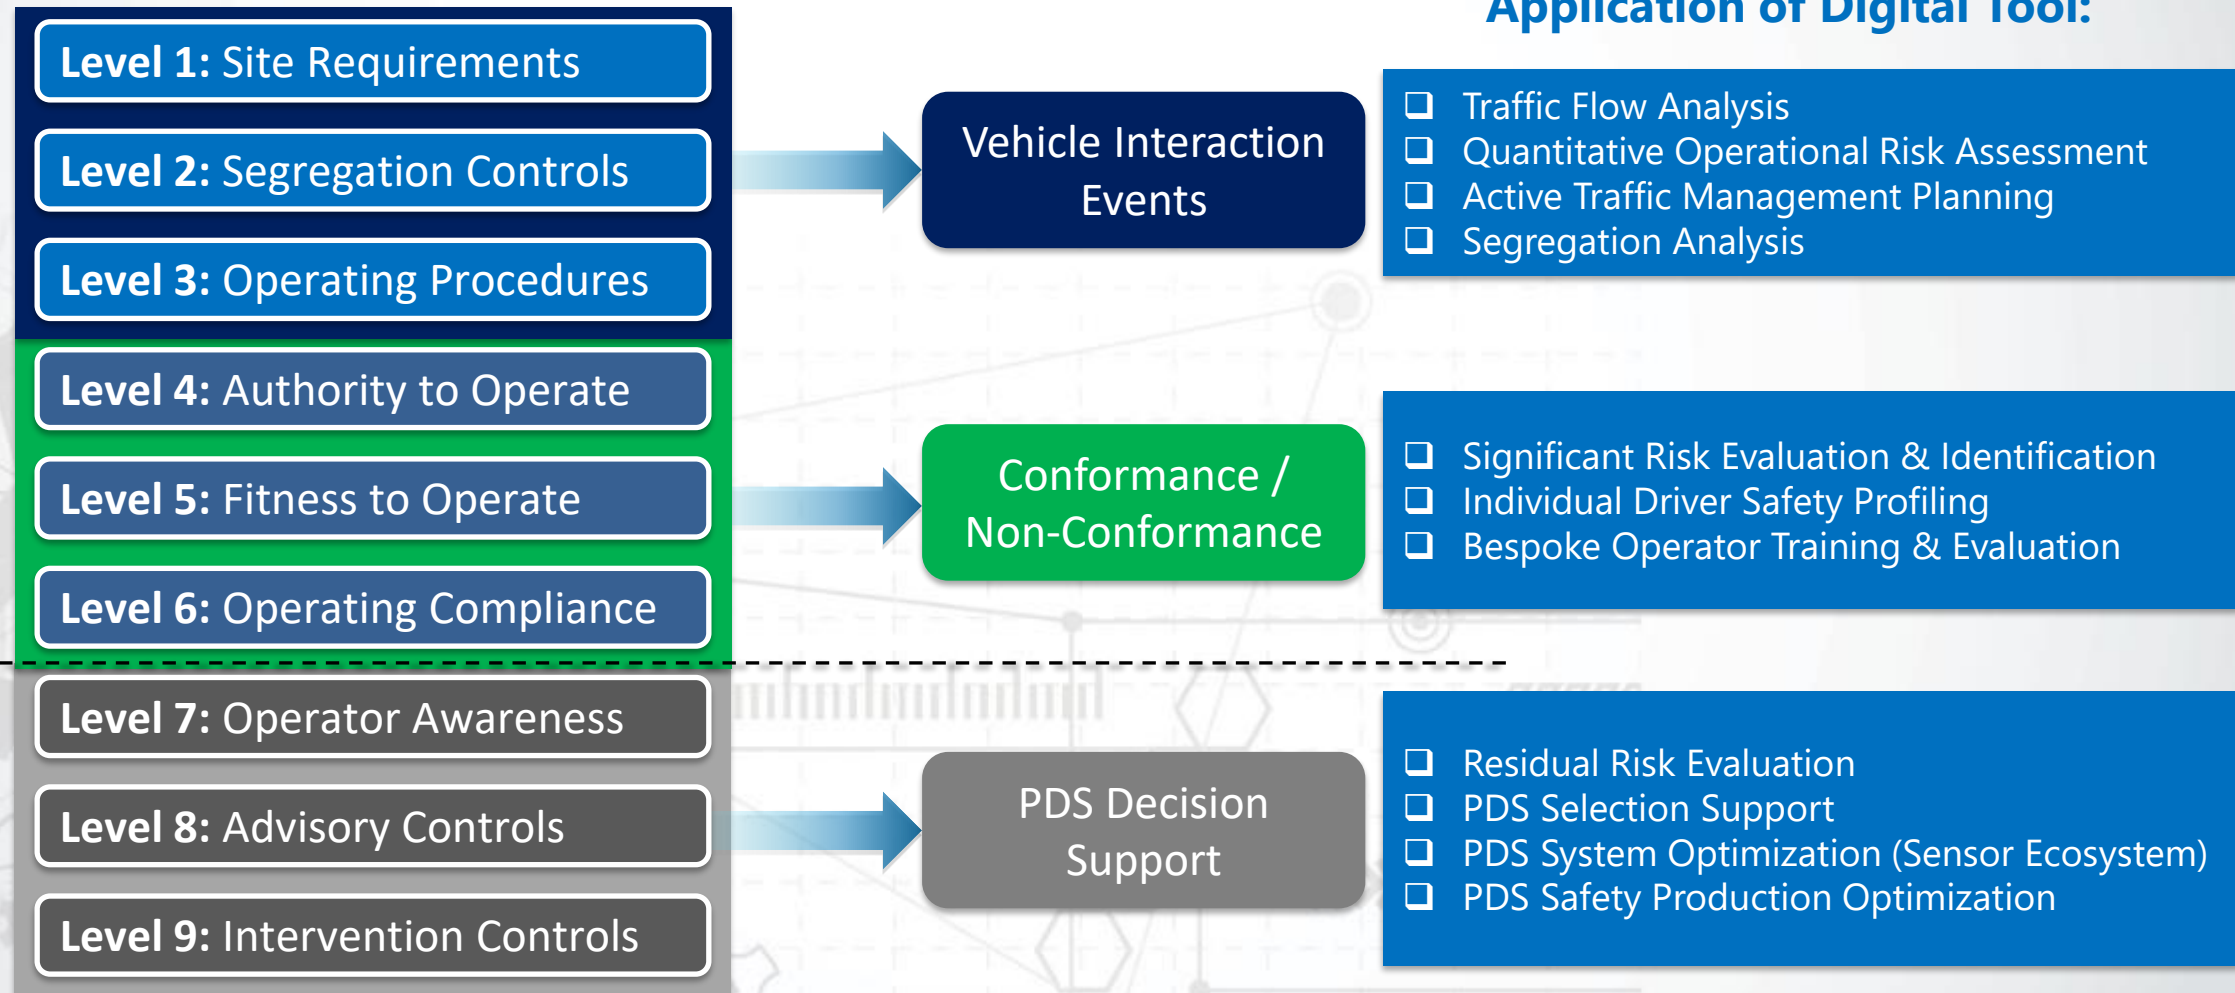 Application of Digital Tool:
Level 1: Site Requirements
Level 2: Segregation Controls
Level 3: Operating Procedures
Vehicle Interaction
Events
❑ Traffic Flow Analysis
❑ Quantitative Operational Risk Assessment
❑ Active Traffic Management Planning
❑ Segregation Analysis
Level 4: Authority to Operate
Level 5: Fitness to Operate
Level 6: Operating Compliance
Conformance /
Non-Conformance
❑ Significant Risk Evaluation & Identification
❑ Individual Driver Safety Profiling
❑ Bespoke Operator Training & Evaluation
Level 7: Operator Awareness
Level 8: Advisory Controls
Level 9: Intervention Controls
PDS Decision
Support
❑ Residual Risk Evaluation
❑ PDS Selection Support
❑ PDS System Optimization (Sensor Ecosystem)
❑ PDS Safety Production Optimization